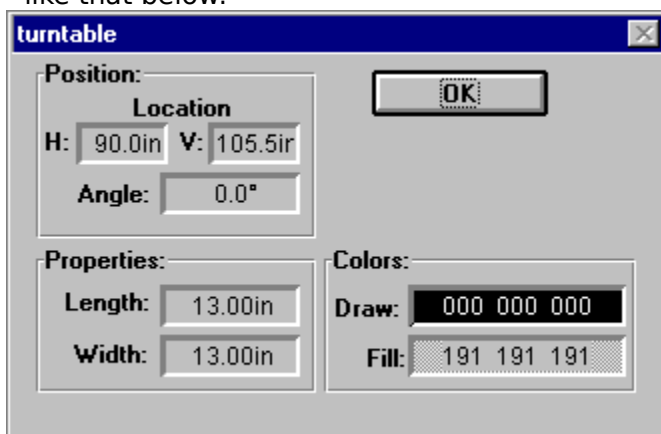 like that below.
turntable
Position:
OK
Location
H: 90.0in V: 105.5in
Angle: 0.0°
Properties:
Length: 13.00in
Width: 13.00in
Colors:
Draw: 000 000 000
Fill: 191 191 191